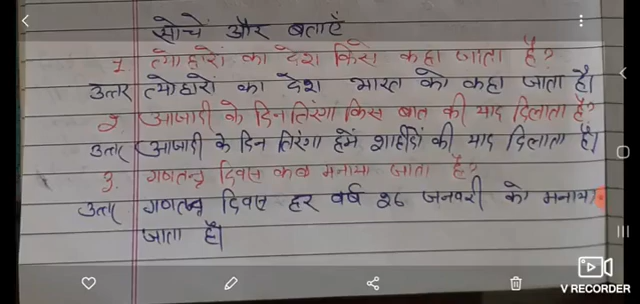 सोचें और बताएँ
1 त्योहारों का देश किसे कहा जाता है?
उत्तर त्योहारों का देश भारत को कहा जाता है।
2 आजादी के दिन तिरंगा किस बात की याद दिलाता है?
उत्तर आजादी के दिन तिरंगा हमें शहीदों की याद दिलाता है।
3. गणतन्त्र दिवस कब मनाया जाता है?
उत्तर गणतन्त्र दिवस हर वर्ष 26 जनवरी को मनाया
जाता है।
V RECORDER